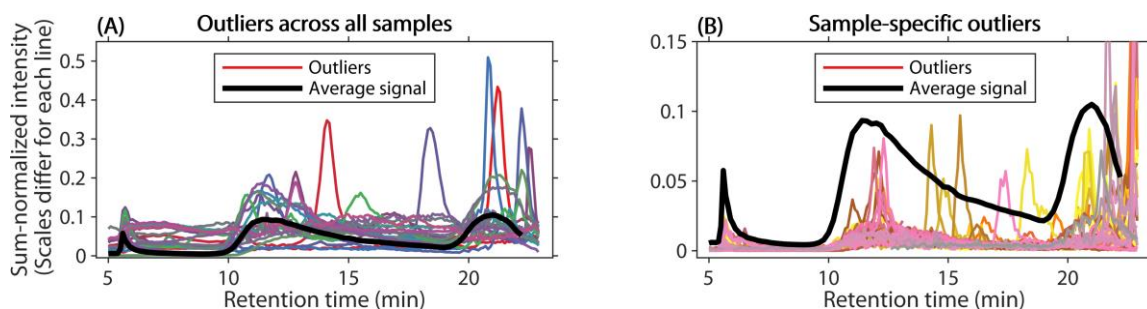 (A) Outliers across all samples
Sum-normalized intensity
(Scales differ for each line)
0.5
0.4
0.3
0.2
0.1
0
Outliers
Average signal
5 10 15 20
Retention time (min)
(B) Sample-specific outliers
0.15
0.1
0.05
0
Outliers
Average signal
5 10 15 20
Retention time (min)